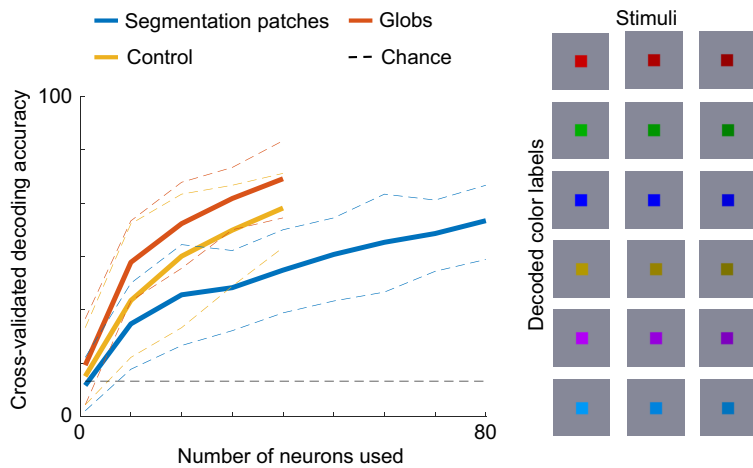 Segmentation patches
Globs
Control
Chance
Stimuli
100
Cross-validated decoding accuracy
Decoded color labels
0
0
80
Number of neurons used